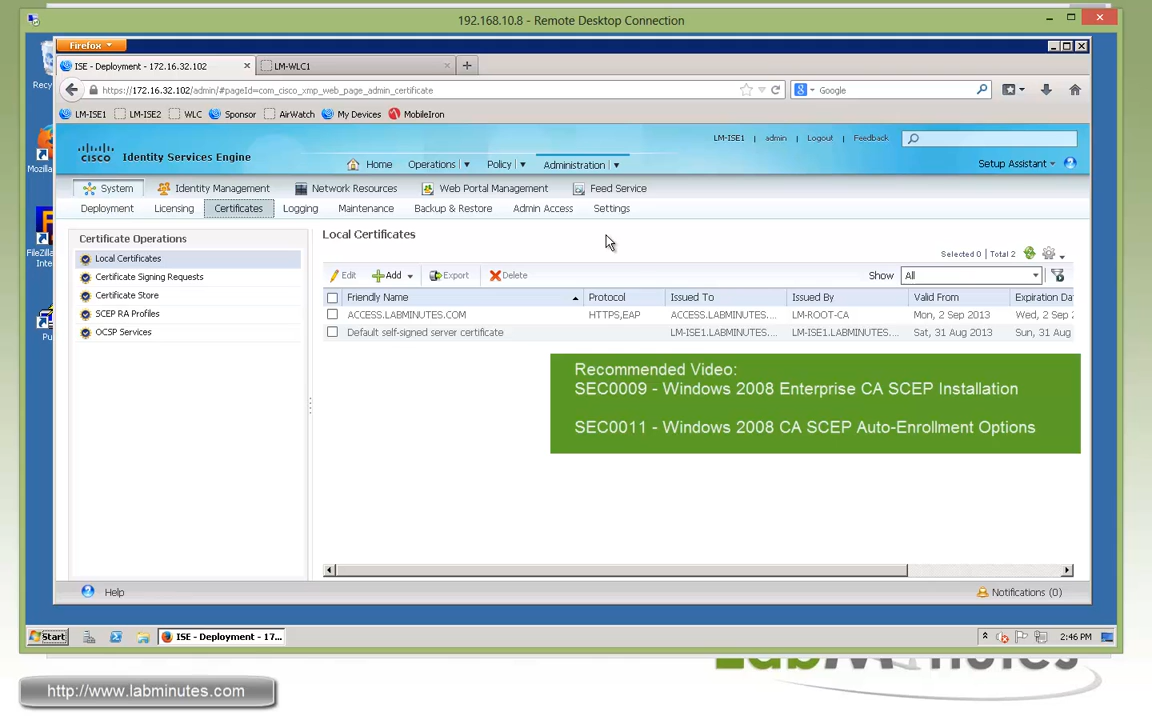 192.168.10.8 - Remote Desktop Connection
Firefox
ISE - Deployment - 172.16.32.102
LM-WLC1
https://172.16.32.102/admin/#pageId=com_cisco_xmp_web_page_admin_certificate
Google
LM-ISE1 LM-ISE2 WLC Sponsor AirWatch My Devices MobileIron
LM-ISE1 | admin | Logout | Feedback
CISCO Identity Services Engine
Home Operations | Policy | Administration |
Setup Assistant
System Identity Management Network Resources Web Portal Management Feed Service
Deployment Licensing Certificates Logging Maintenance Backup & Restore Admin Access Settings
Certificate Operations
Local Certificates
Certificate Signing Requests
Certificate Store
SCEP RA Profiles
OCSP Services
Local Certificates
Selected 0 | Total 2
Edit Add Export Delete
Show All
Friendly Name Protocol Issued To Issued By Valid From Expiration Da
ACCESS.LABMINUTES.COM HTTPS,EAP ACCESS.LABMINUTES.... LM-ROOT-CA Mon, 2 Sep 2013 Wed, 2 Sep 2
Default self-signed server certificate LM-ISE1.LABMINUTES.... LM-ISE1.LABMINUTES.... Sat, 31 Aug 2013 Sun, 31 Aug
Recommended Video:
SEC0009 - Windows 2008 Enterprise CA SCEP Installation
SEC0011 - Windows 2008 CA SCEP Auto-Enrollment Options
Help
Notifications (0)
Start
ISE - Deployment - 17...
2:46 PM
http://www.labminutes.com